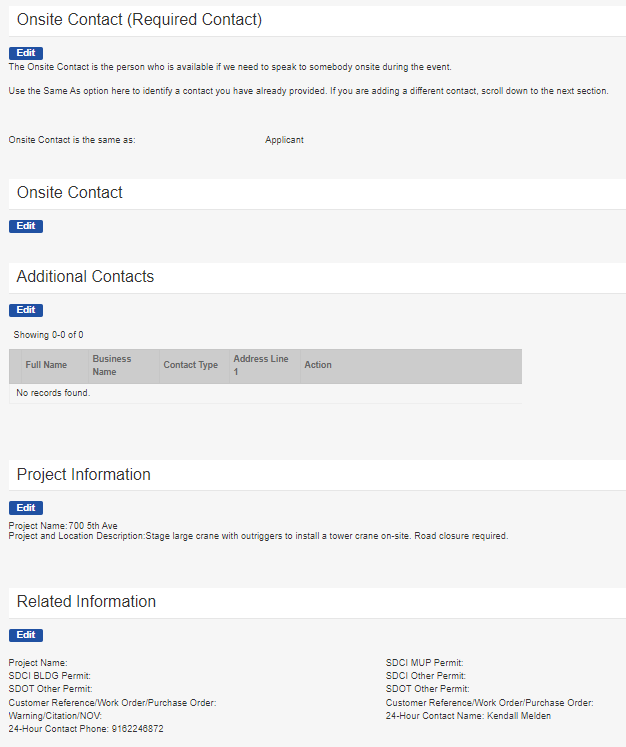 Onsite Contact (Required Contact)
Edit
The Onsite Contact is the person who is available if we need to speak to somebody onsite during the event.
Use the Same As option here to identify a contact you have already provided. If you are adding a different contact, scroll down to the next section.
Onsite Contact is the same as: Applicant
Onsite Contact
Edit
Additional Contacts
Edit
Showing 0-0 of 0
Full Name Business Name Contact Type Address Line 1 Action
No records found.
Project Information
Edit
Project Name:700 5th Ave
Project and Location Description:Stage large crane with outriggers to install a tower crane on-site. Road closure required.
Related Information
Edit
Project Name: SDCI MUP Permit:
SDCI BLDG Permit: SDCI Other Permit:
SDOT Other Permit: SDOT Other Permit:
Customer Reference/Work Order/Purchase Order: Customer Reference/Work Order/Purchase Order:
Warning/Citation/NOV: 24-Hour Contact Name: Kendall Melden
24-Hour Contact Phone: 9162246872